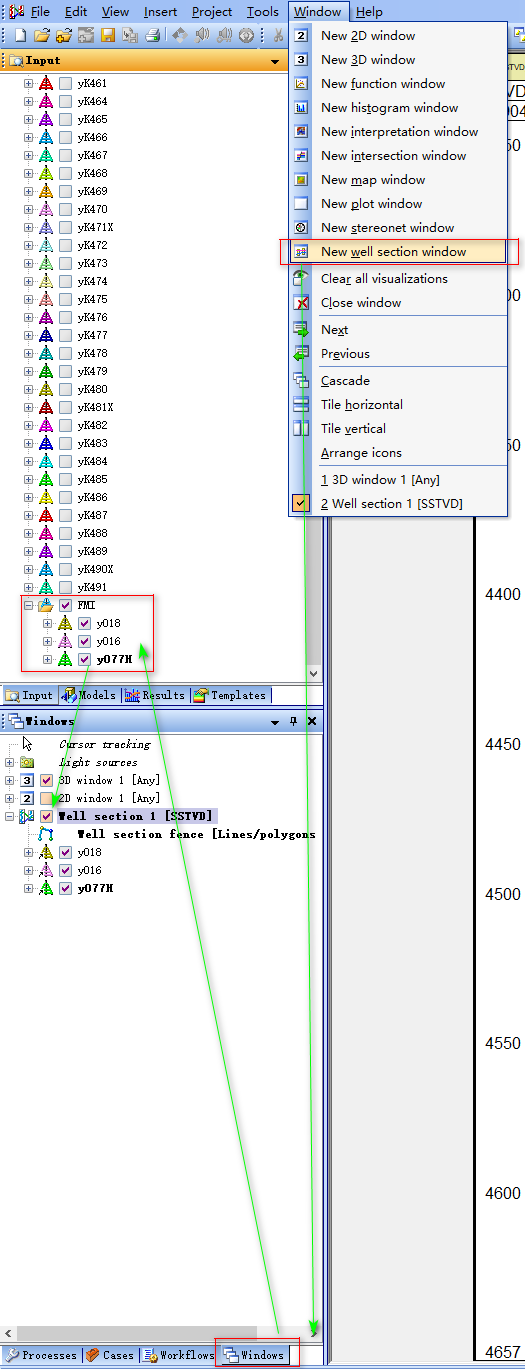 File Edit View Insert Project Tools Window Help
Input
yK461
yK464
yK465
yK466
yK467
yK468
yK469
yK470
yK471X
yK472
yK473
yK474
yK475
yK476
yK477
yK478
yK479
yK480
yK481X
yK482
yK483
yK484
yK485
yK486
yK487
yK488
yK489
yK490X
yK491
FMI
y018
y016
y077H
Input Models Results Templates
Windows
Cursor tracking
Light sources
3D window 1 [Any]
2D window 1 [Any]
Well section 1 [SSTVD]
Well section fence [Lines/polygons
y018
y016
y077H
Processes Cases Workflows Windows
New 2D window
New 3D window
New function window
New histogram window
New interpretation window
New intersection window
New map window
New plot window
New stereonet window
New well section window
Clear all visualizations
Close window
Next
Previous
Cascade
Tile horizontal
Tile vertical
Arrange icons
1 3D window 1 [Any]
2 Well section 1 [SSTVD]
4400
4450
4500
4550
4600
4657